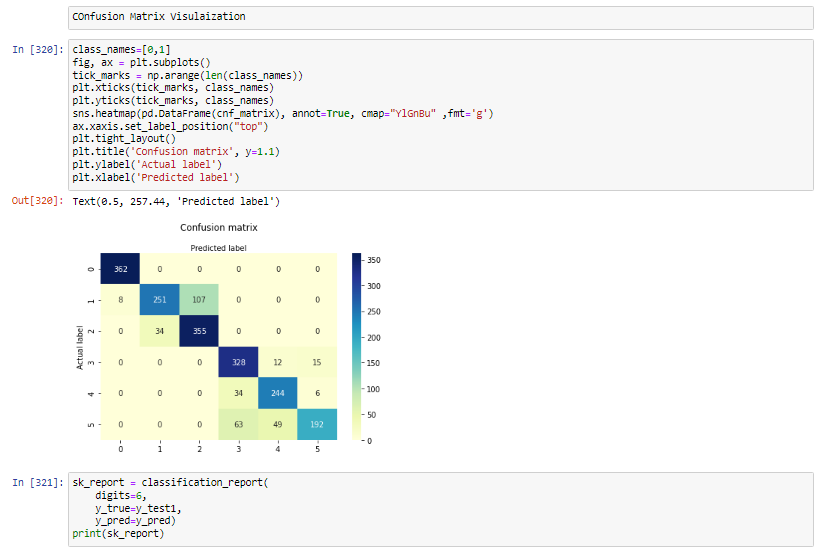 COnfusion Matrix Visulaization
In [320]: class_names=[0,1]
fig, ax = plt.subplots()
tick_marks = np.arange(len(class_names))
plt.xticks(tick_marks, class_names)
plt.yticks(tick_marks, class_names)
sns.heatmap(pd.DataFrame(cnf_matrix), annot=True, cmap="YlGnBu" ,fmt='g')
ax.xaxis.set_label_position("top")
plt.tight_layout()
plt.title('Confusion matrix', y=1.1)
plt.ylabel('Actual label')
plt.xlabel('Predicted label')
Out[320]: Text(0.5, 257.44, 'Predicted label')
Confusion matrix
Predicted label
Actual label
0 362 0 0 0 0 0
1 8 251 107 0 0 0
2 0 34 355 0 0 0
3 0 0 0 328 12 15
4 0 0 0 34 244 6
5 0 0 0 63 49 192
0 1 2 3 4 5
350
300
250
200
150
100
50
0
In [321]: sk_report = classification_report(
digits=6,
y_true=y_test1,
y_pred=y_pred)
print(sk_report)